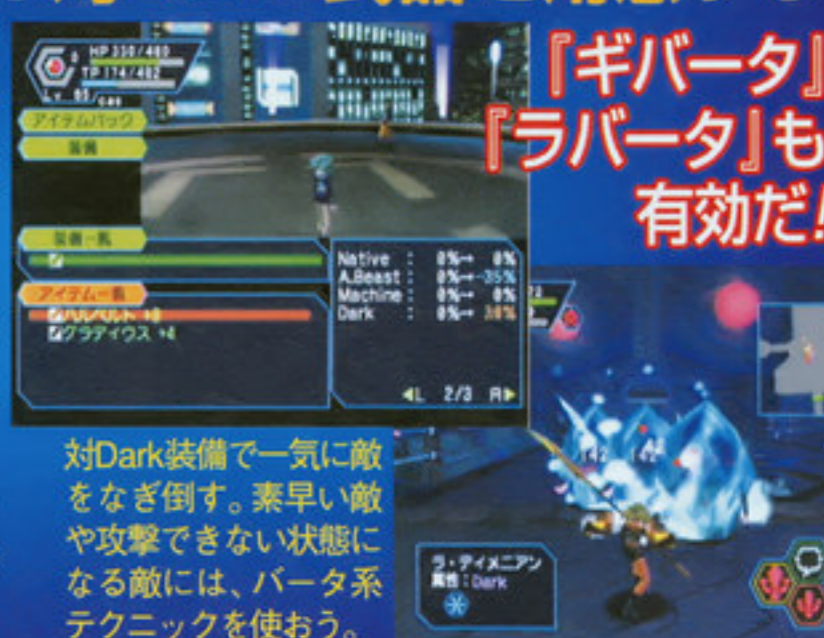 『ギバータ』
『ラバータ』も
有効だ!
HP 330/480
TP 174/482
Lv 85
アイテムパック
装備
装備一覧
アイテム一覧
グラディウス +4
Native : 0%→ 0%
A.Beast : 0%→-35%
Machine : 0%→ 0%
Dark : 0%→ 30%
◀L 2/3 R▶
対Dark装備で一気に敵
をなぎ倒す。素早い敵
や攻撃できない状態に
なる敵には、バータ系
テクニックを使おう。
142
ラ・ディメニアン
属性:Dark